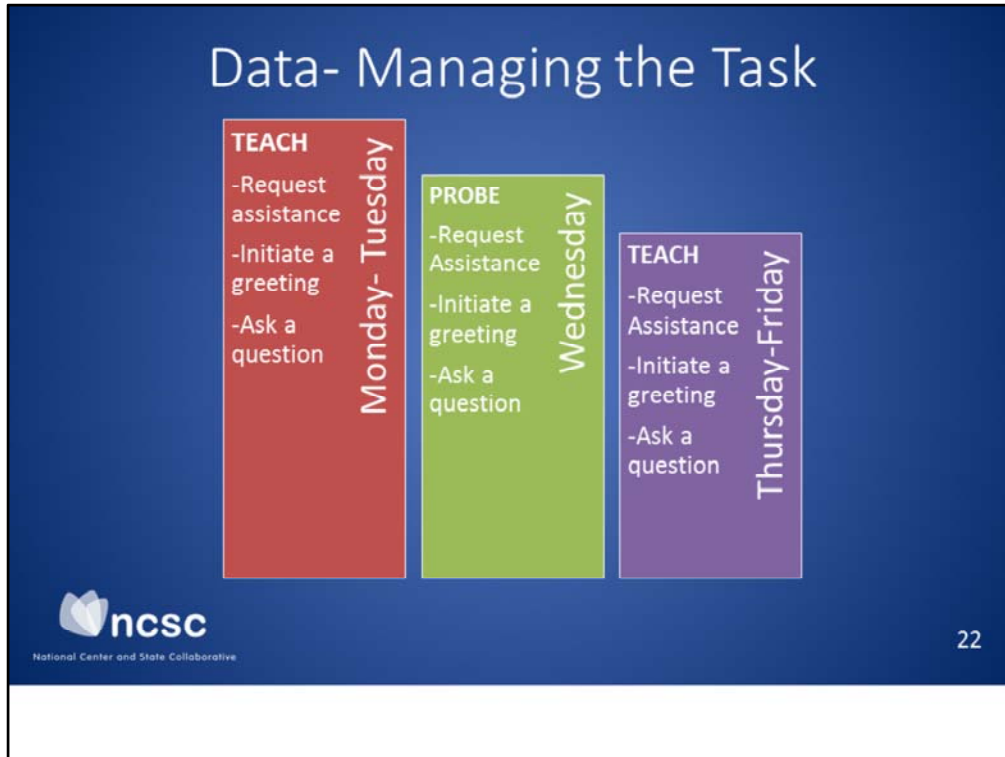 Data- Managing the Task
TEACH
-Request
assistance
-Initiate a
greeting
-Ask a
question
Monday- Tuesday
PROBE
-Request
Assistance
-Initiate a
greeting
-Ask a
question
Wednesday
TEACH
-Request
Assistance
-Initiate a
greeting
-Ask a
question
Thursday-Friday
ncsc
National Center and State Collaborative
22